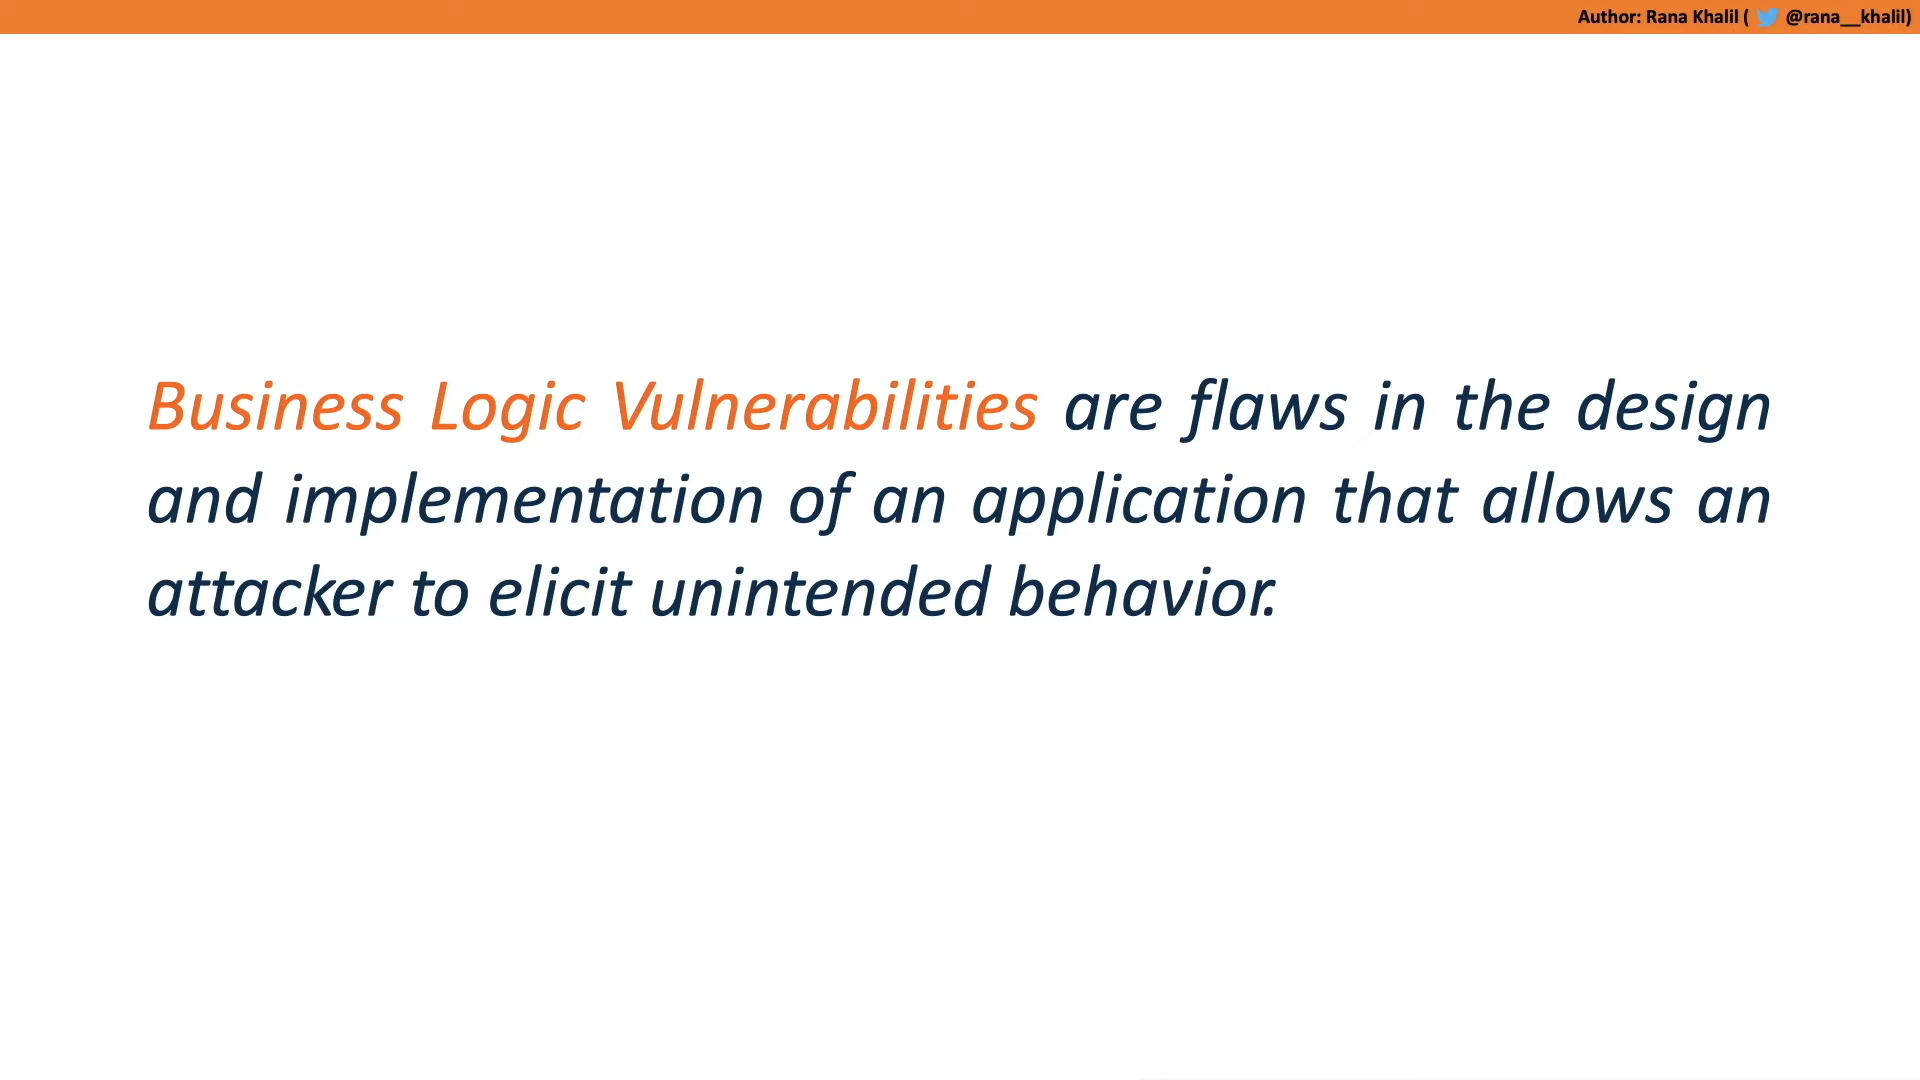 Author: Rana Khalil ( @rana__khalil)
Business Logic Vulnerabilities are flaws in the design
and implementation of an application that allows an
attacker to elicit unintended behavior.